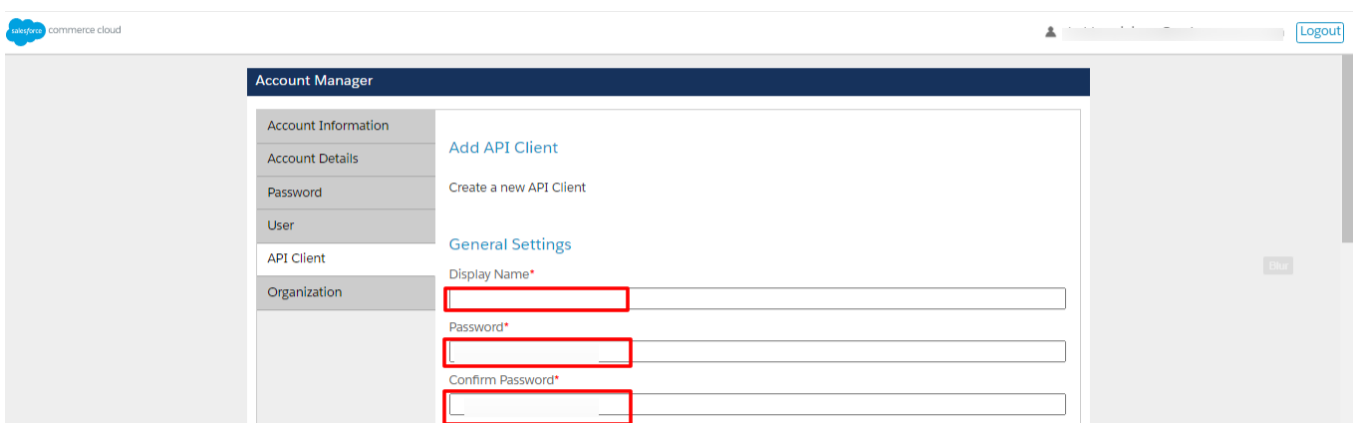 salesforce commerce cloud
Logout
Account Manager
Account Information
Account Details
Password
User
API Client
Organization
Add API Client
Create a new API Client
General Settings
Display Name*
Password*
Confirm Password*
Blur